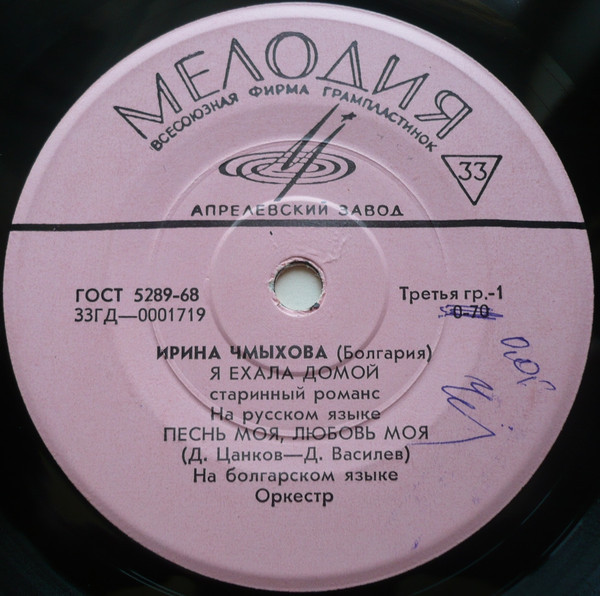 МЕЛОДИЯ
ВСЕСОЮЗНАЯ ФИРМА ГРАМПЛАСТИНОК
33
АПРЕЛЕВСКИЙ ЗАВОД
ГОСТ 5289-68
Третья гр.-1
33ГД—0001719
0-70
ИРИНА ЧМЫХОВА (Болгария)
Я ЕХАЛА ДОМОЙ
старинный романс
На русском языке
ПЕСНЬ МОЯ, ЛЮБОВЬ МОЯ
(Д. Цанков—Д. Василев)
На болгарском языке
Оркестр